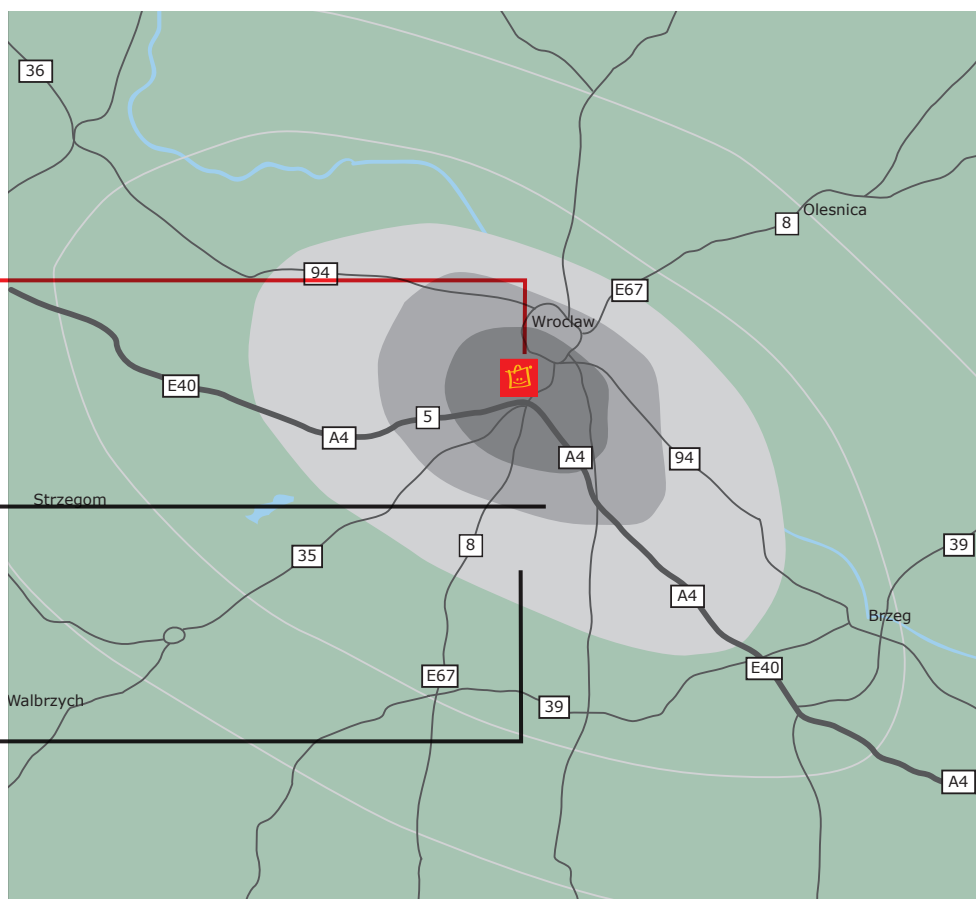 36
8
Olesnica
94
E67
Wroclaw
E40
5
A4
A4
94
Strzegom
35
8
39
A4
Brzeg
E67
E40
Walbrzych
39
A4